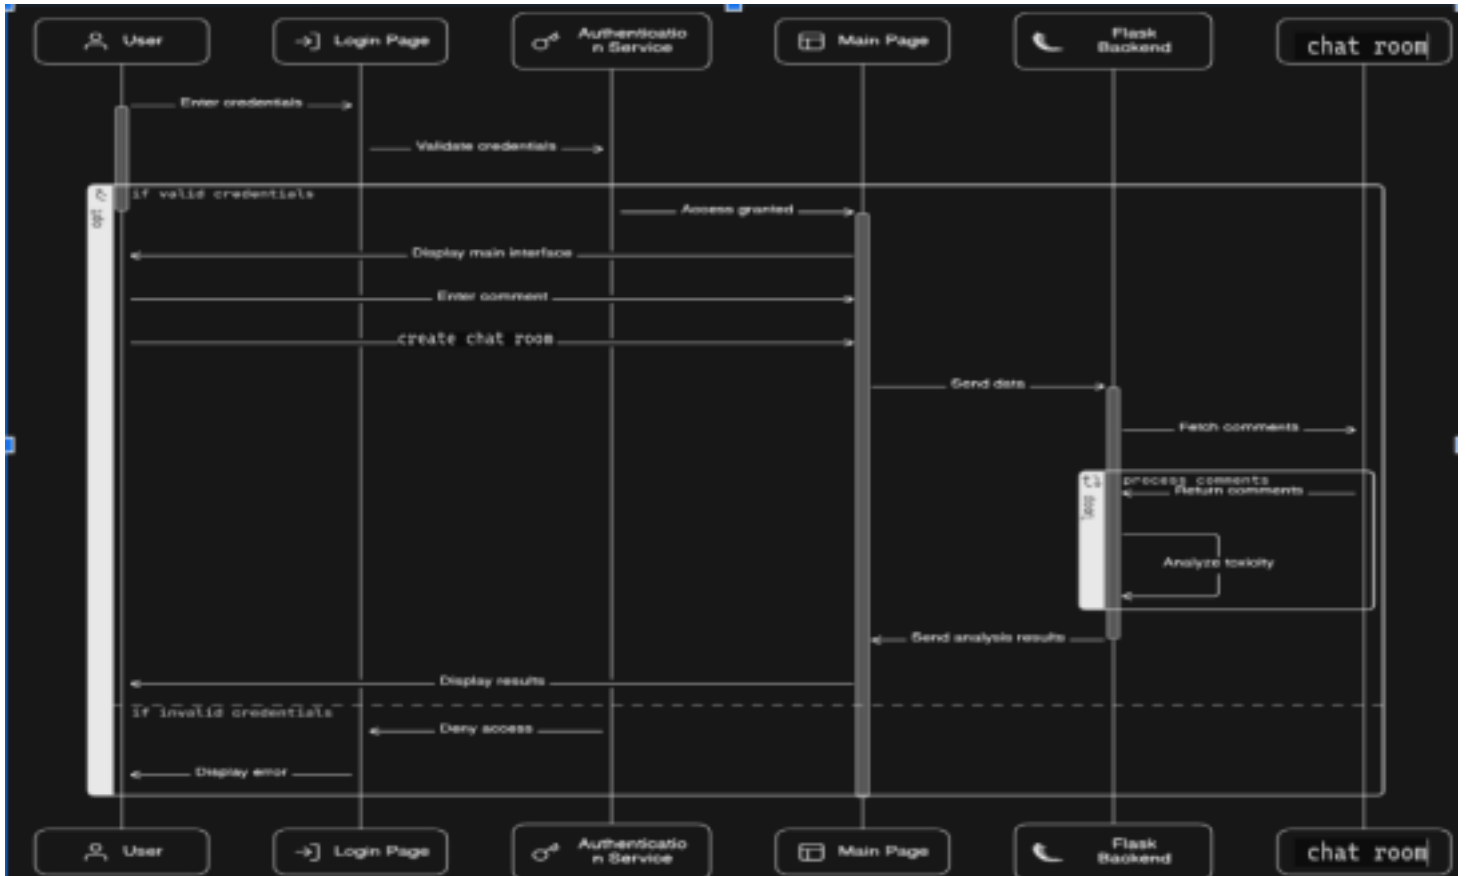 User
Login Page
Authenticatio
n Service
Main Page
Flask
Backend
chat room
Enter credentials
Validate credentials
opt
if valid credentials
Access granted
Display main interface
Enter comment
create chat room
Send data
Fetch comments
loop
process comments
Return comments
Analyze toxicity
Send analysis results
Display results
if invalid credentials
Deny access
Display error
User
Login Page
Authenticatio
n Service
Main Page
Flask
Backend
chat room